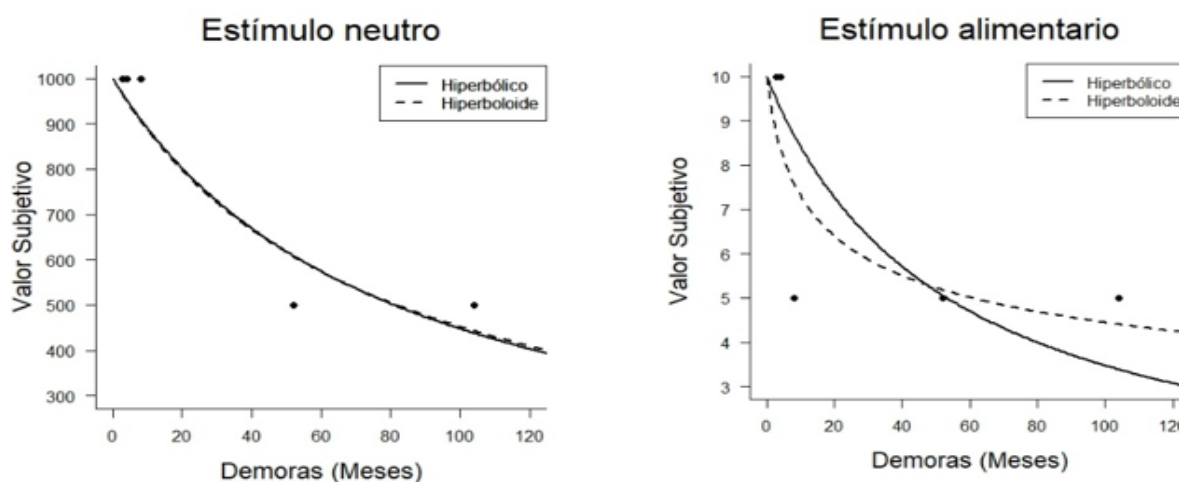 Estímulo neutro
Valor Subjetivo
1000
900
800
700
600
500
400
300
Hiperbólico
Hiperboloide
0 20 40 60 80 100 120
Demoras (Meses)
Estímulo alimentario
Valor Subjetivo
10
9
8
7
6
5
4
3
Hiperbólico
Hiperboloide
0 20 40 60 80 100
Demoras (Meses)